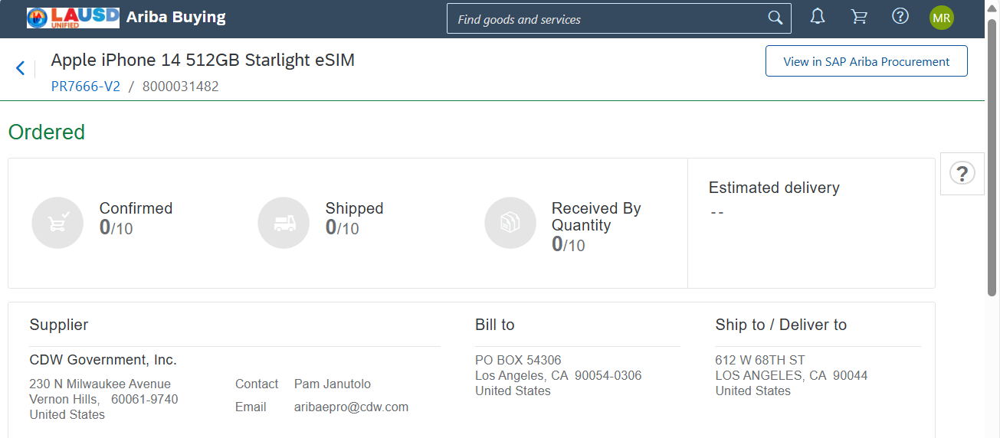 LAUSD
UNIFIED
Ariba Buying
Find goods and services
?
MR
Apple iPhone 14 512GB Starlight eSIM
PR7666-V2 / 8000031482
View in SAP Ariba Procurement
Ordered
?
Confirmed
0/10
Shipped
0/10
Received By
Quantity
0/10
Estimated delivery
--
Supplier
CDW Government, Inc.
230 N Milwaukee Avenue
Vernon Hills, 60061-9740
United States
Contact Pam Janutolo
Email aribaepro@cdw.com
Bill to
PO BOX 54306
Los Angeles, CA 90054-0306
United States
Ship to / Deliver to
612 W 68TH ST
LOS ANGELES, CA 90044
United States